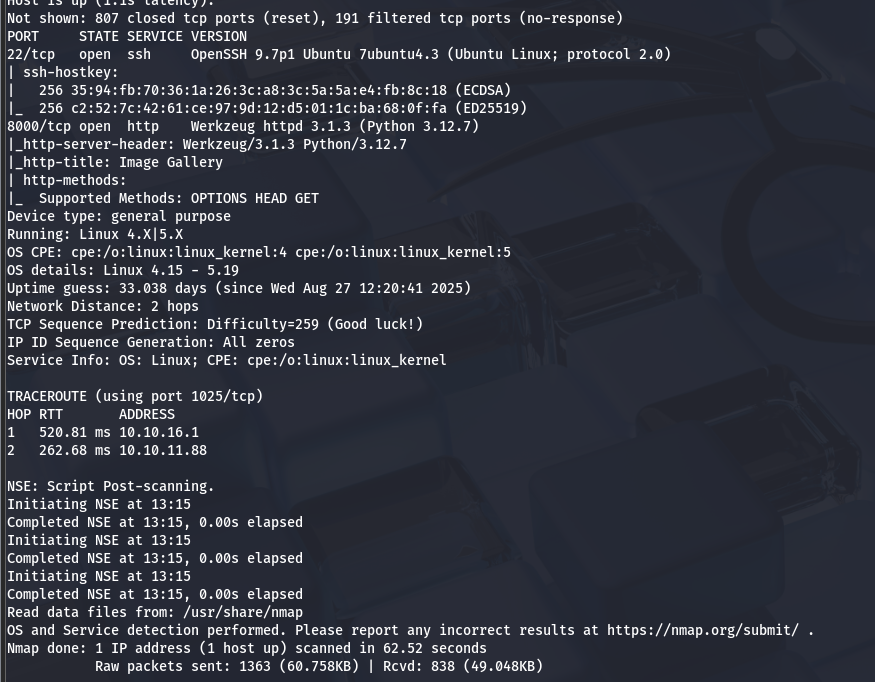 Host is up (1.1s latency).
Not shown: 807 closed tcp ports (reset), 191 filtered tcp ports (no-response)
PORT     STATE SERVICE VERSION
22/tcp   open  ssh     OpenSSH 9.7p1 Ubuntu 7ubuntu4.3 (Ubuntu Linux; protocol 2.0)
| ssh-hostkey:
|   256 35:94:fb:70:36:1a:26:3c:a8:3c:5a:5a:e4:fb:8c:18 (ECDSA)
|_  256 c2:52:7c:42:61:ce:97:9d:12:d5:01:1c:ba:68:0f:fa (ED25519)
8000/tcp open  http    Werkzeug httpd 3.1.3 (Python 3.12.7)
|_http-server-header: Werkzeug/3.1.3 Python/3.12.7
|_http-title: Image Gallery
| http-methods:
|_  Supported Methods: OPTIONS HEAD GET
Device type: general purpose
Running: Linux 4.X|5.X
OS CPE: cpe:/o:linux:linux_kernel:4 cpe:/o:linux:linux_kernel:5
OS details: Linux 4.15 - 5.19
Uptime guess: 33.038 days (since Wed Aug 27 12:20:41 2025)
Network Distance: 2 hops
TCP Sequence Prediction: Difficulty=259 (Good luck!)
IP ID Sequence Generation: All zeros
Service Info: OS: Linux; CPE: cpe:/o:linux:linux_kernel
TRACEROUTE (using port 1025/tcp)
HOP RTT       ADDRESS
1   520.81 ms 10.10.16.1
2   262.68 ms 10.10.11.88
NSE: Script Post-scanning.
Initiating NSE at 13:15
Completed NSE at 13:15, 0.00s elapsed
Initiating NSE at 13:15
Completed NSE at 13:15, 0.00s elapsed
Initiating NSE at 13:15
Completed NSE at 13:15, 0.00s elapsed
Read data files from: /usr/share/nmap
OS and Service detection performed. Please report any incorrect results at https://nmap.org/submit/ .
Nmap done: 1 IP address (1 host up) scanned in 62.52 seconds
           Raw packets sent: 1363 (60.758KB) | Rcvd: 838 (49.048KB)